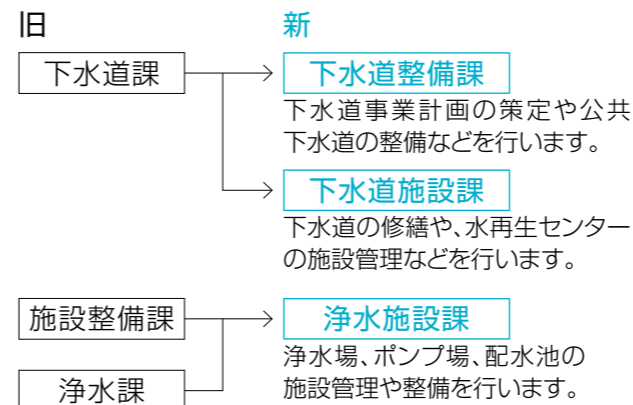 旧
新
下水道課
下水道整備課
下水道事業計画の策定や公共
下水道の整備などを行います。
下水道施設課
下水道の修繕や、水再生センター
の施設管理などを行います。
施設整備課
浄水施設課
浄水場、ポンプ場、配水池の
浄水課
施設管理や整備を行います。